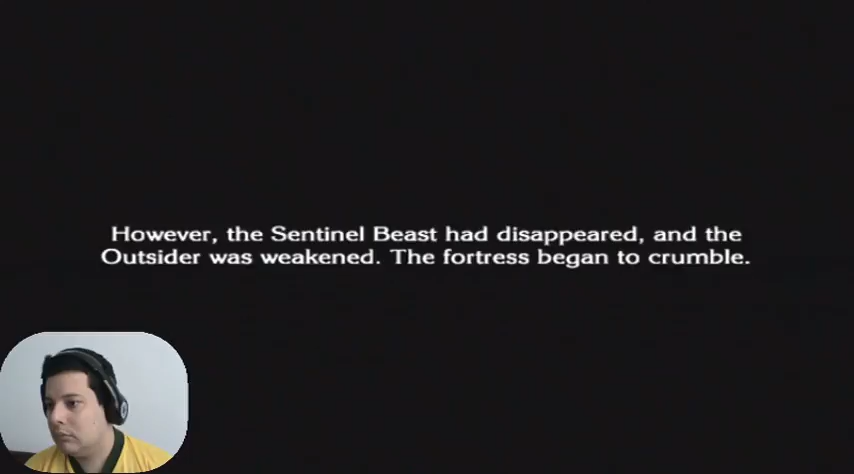 However, the Sentinel Beast had disappeared, and the
Outsider was weakened. The fortress began to crumble.